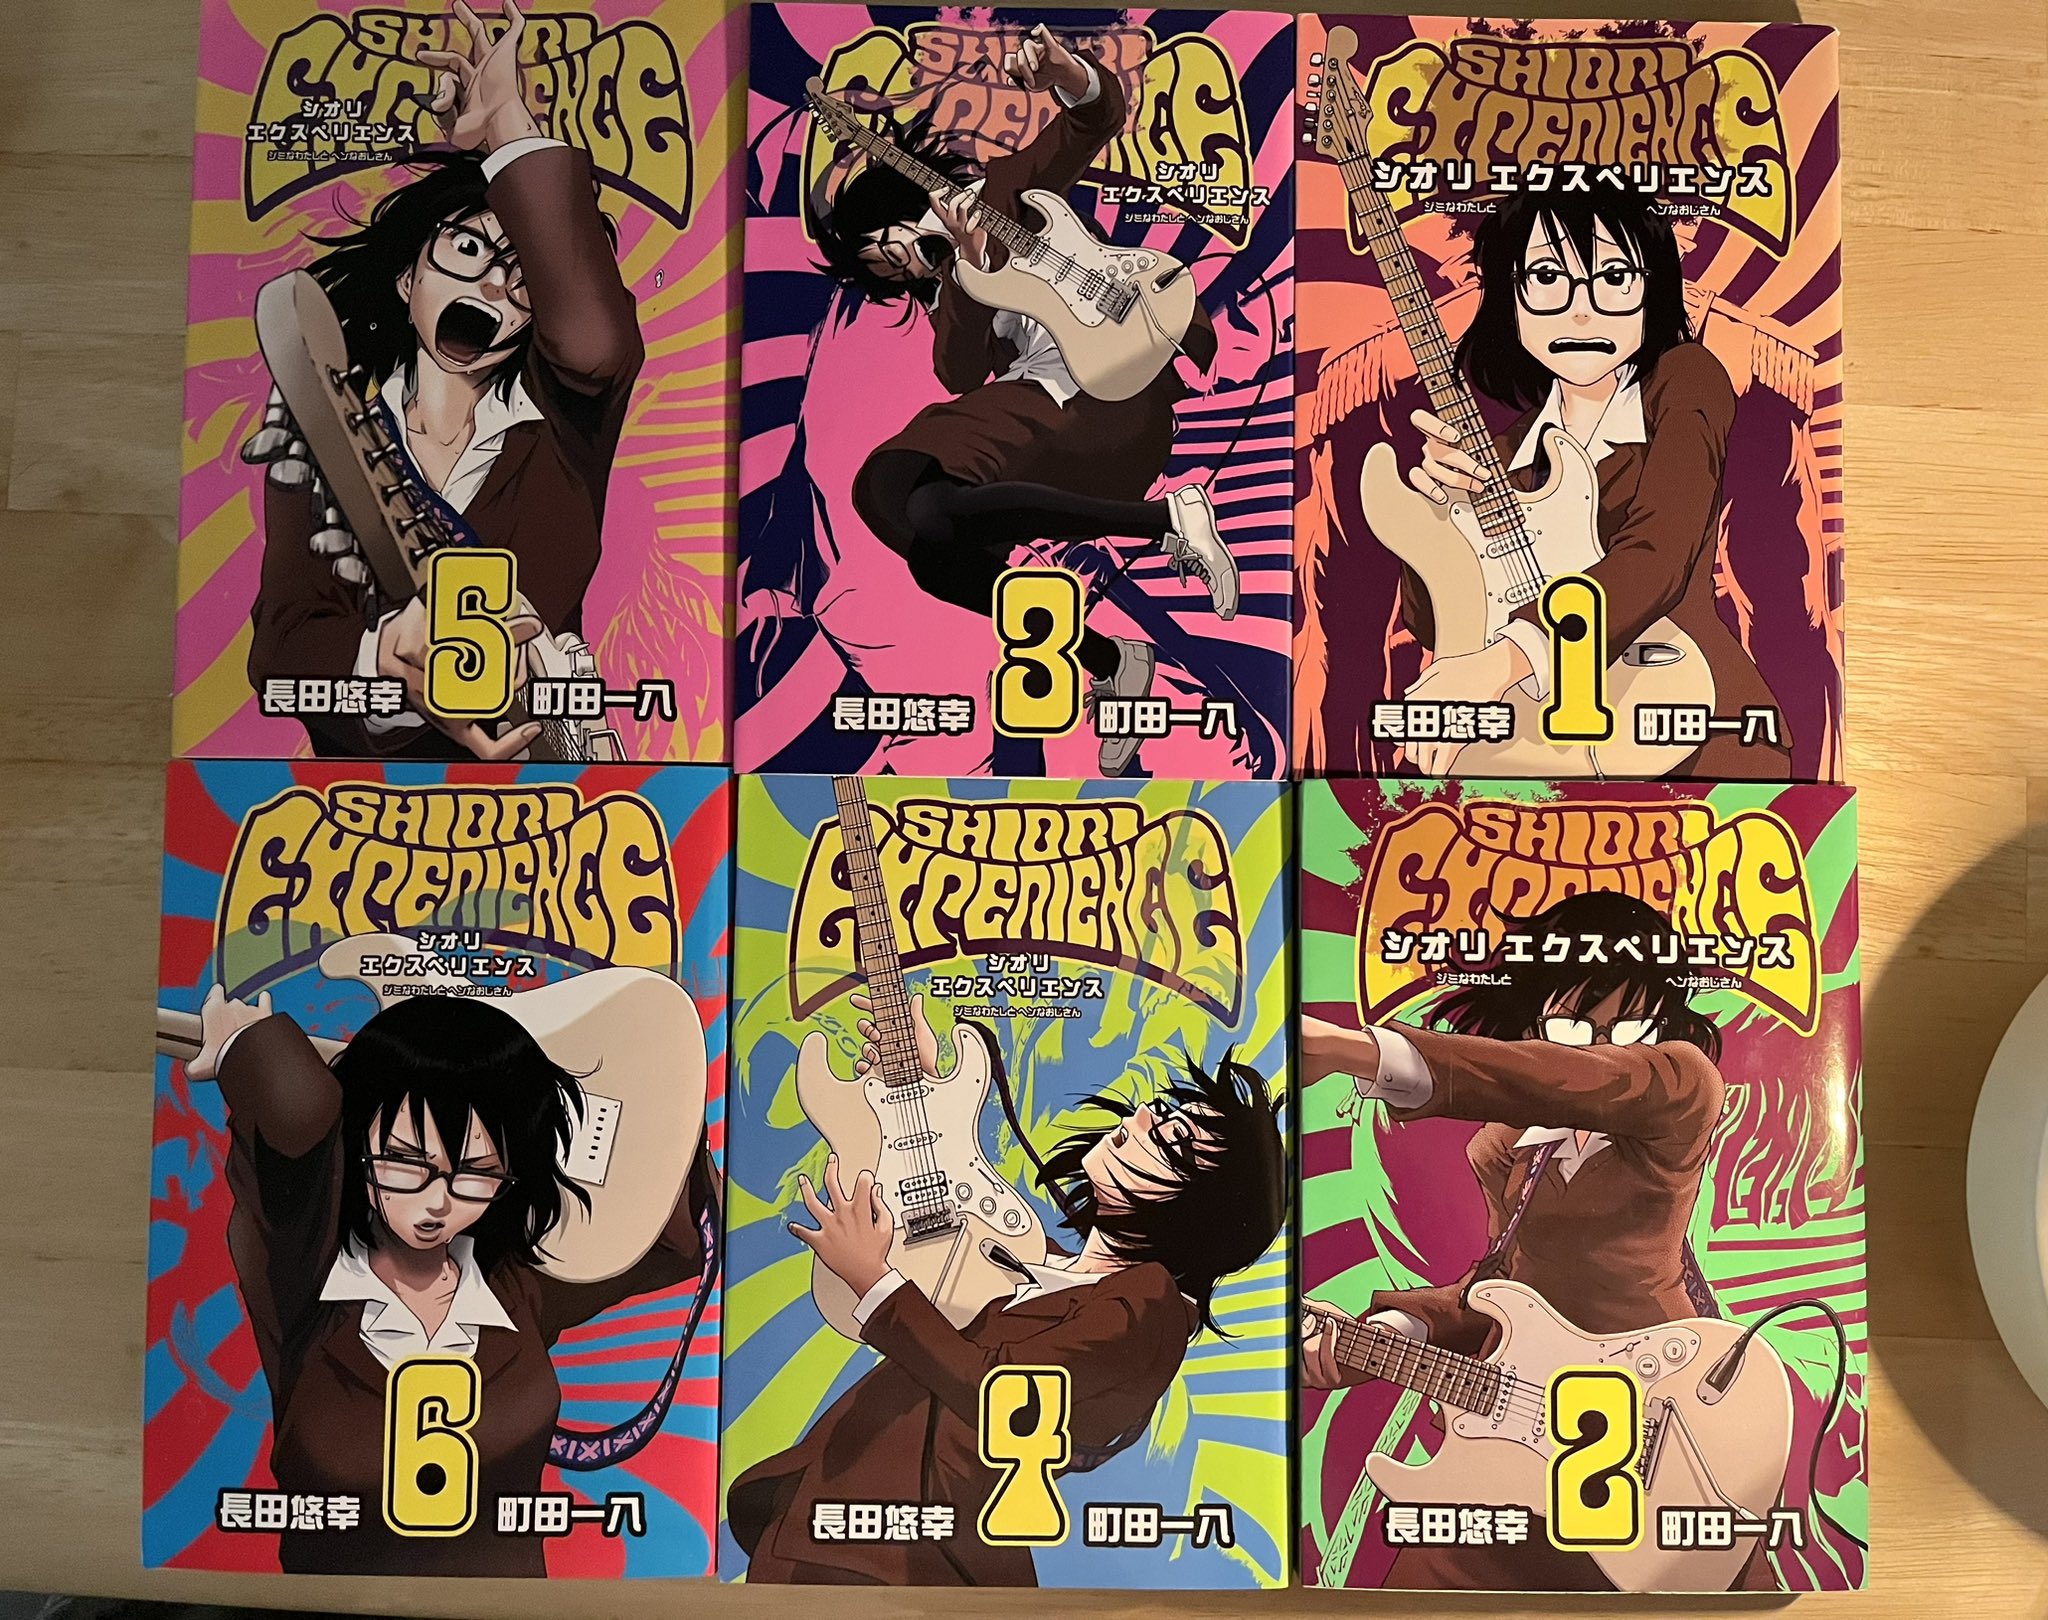 SHIORI
EXPERIENCE
シオリ
エクスペリエンス
ジミなわたしと ヘンなおじさん
5
長田悠幸
町田一八
SHIORI
EXPERIENCE
シオリ
エクスペリエンス
ジミなわたしと ヘンなおじさん
3
長田悠幸
町田一八
SHIORI
EXPERIENCE
シオリ エクスペリエンス
ジミなわたしと ヘンなおじさん
1
長田悠幸
町田一八
SHIORI
EXPERIENCE
シオリ
エクスペリエンス
ジミなわたしと ヘンなおじさん
6
長田悠幸
町田一八
SHIORI
EXPERIENCE
シオリ
エクスペリエンス
ジミなわたしと ヘンなおじさん
4
長田悠幸
町田一八
SHIORI
EXPERIENCE
シオリ エクスペリエンス
ジミなわたしと ヘンなおじさん
2
長田悠幸
町田一八